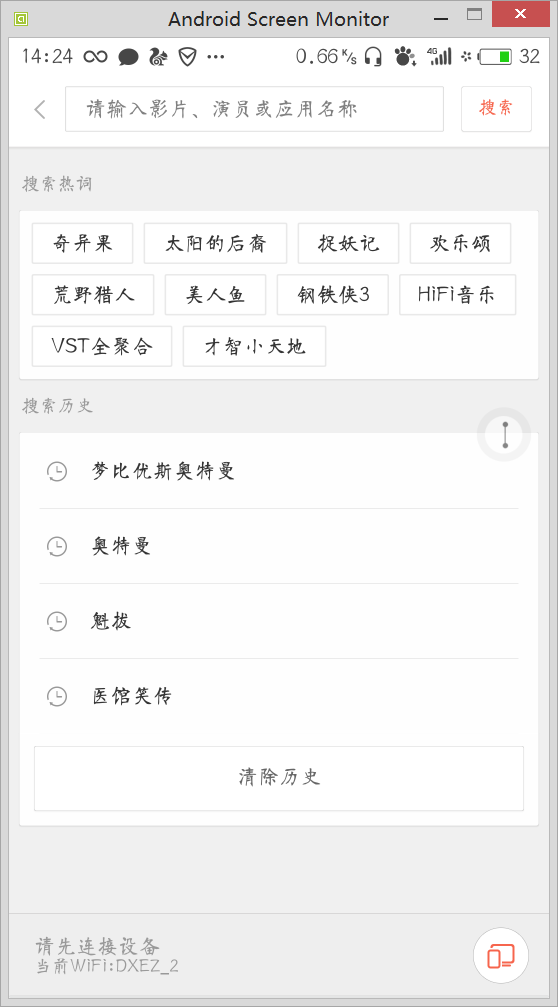 Android Screen Monitor
14:24 ... 0.66 K/s 4G 32
请输入影片、演员或应用名称 搜索
搜索热词
奇异果 太阳的后裔 捉妖记 欢乐颂
荒野猎人 美人鱼 钢铁侠3 HiFi音乐
VST全聚合 才智小天地
搜索历史
梦比优斯奥特曼
奥特曼
魁拔
医馆笑传
清除历史
请先连接设备
当前WiFi:DXEZ_2